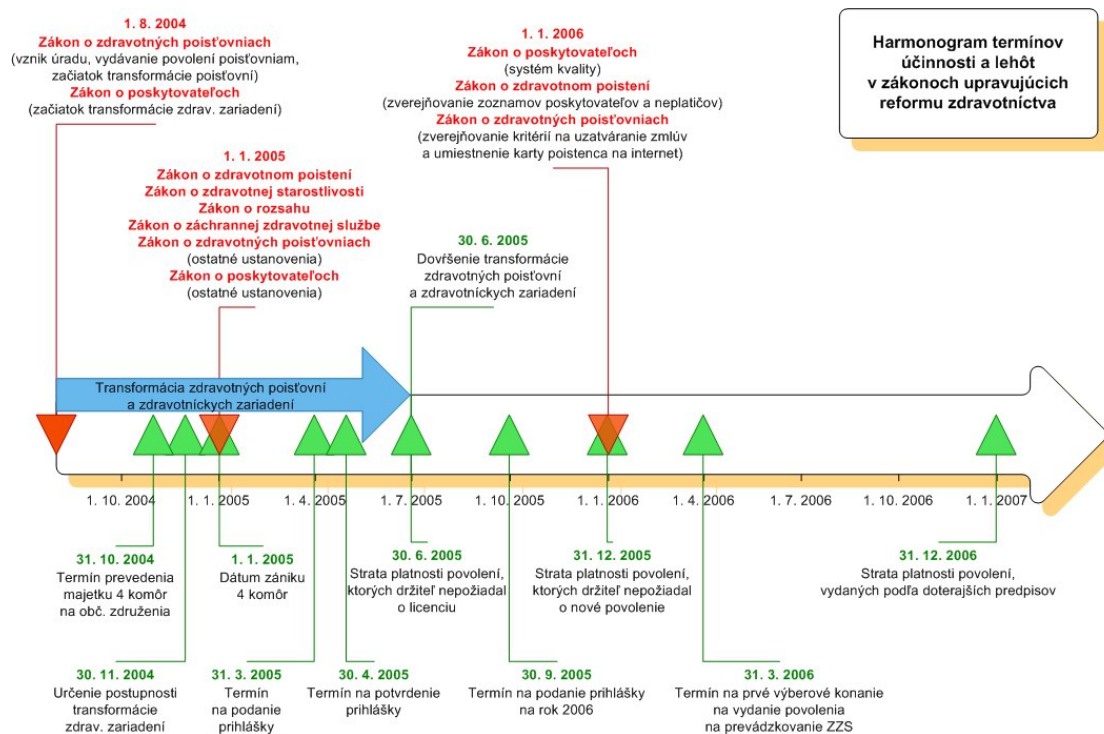 1. 8. 2004
Zákon o zdravotných poisťovniach
(vznik úradu, vydávanie povolení poisťovniam,
začiatok transformácie poisťovní)
Zákon o poskytovateľoch
(začiatok transformácie zdrav. zariadení)
1. 1. 2006
Zákon o poskytovateľoch
(systém kvality)
Zákon o zdravotnom poistení
(zverejňovanie zoznamov poskytovateľov a neplatičov)
Zákon o zdravotných poisťovniach
(zverejňovanie kritérií na uzatváranie zmlúv
a umiestnenie karty poistenca na internet)
Harmonogram termínov
účinnosti a lehôt
v zákonoch upravujúcich
reformu zdravotníctva
1. 1. 2005
Zákon o zdravotnom poistení
Zákon o zdravotnej starostlivosti
Zákon o rozsahu
Zákon o záchrannej zdravotnej službe
Zákon o zdravotných poisťovniach
(ostatné ustanovenia)
Zákon o poskytovateľoch
(ostatné ustanovenia)
30. 6. 2005
Dovŕšenie transformácie
zdravotných poisťovní
a zdravotníckych zariadení
Transformácia zdravotných poisťovní
a zdravotníckych zariadení
1. 10. 2004
1. 1. 2005
1. 4. 2005
1. 7. 2005
1. 10. 2005
1. 1. 2006
1. 4. 2006
1. 7. 2006
1. 10. 2006
1. 1. 2007
31. 10. 2004
Termín prevedenia
majetku 4 komôr
na obč. združenia
1. 1. 2005
Dátum zániku
4 komôr
30. 6. 2005
Strata platnosti povolení,
ktorých držiteľ nepožiadal
o licenciu
31. 12. 2005
Strata platnosti povolení,
ktorých držiteľ nepožiadal
o nové povolenie
31. 12. 2006
Strata platnosti povolení,
vydaných podľa doterajších predpisov
30. 11. 2004
Určenie postupnosti
transformácie
zdrav. zariadení
31. 3. 2005
Termín
na podanie
prihlášky
30. 4. 2005
Termín na potvrdenie
prihlášky
30. 9. 2005
Termín na podanie prihlášky
na rok 2006
31. 3. 2006
Termín na prvé výberové konanie
na vydanie povolenia
na prevádzkovanie ZZS